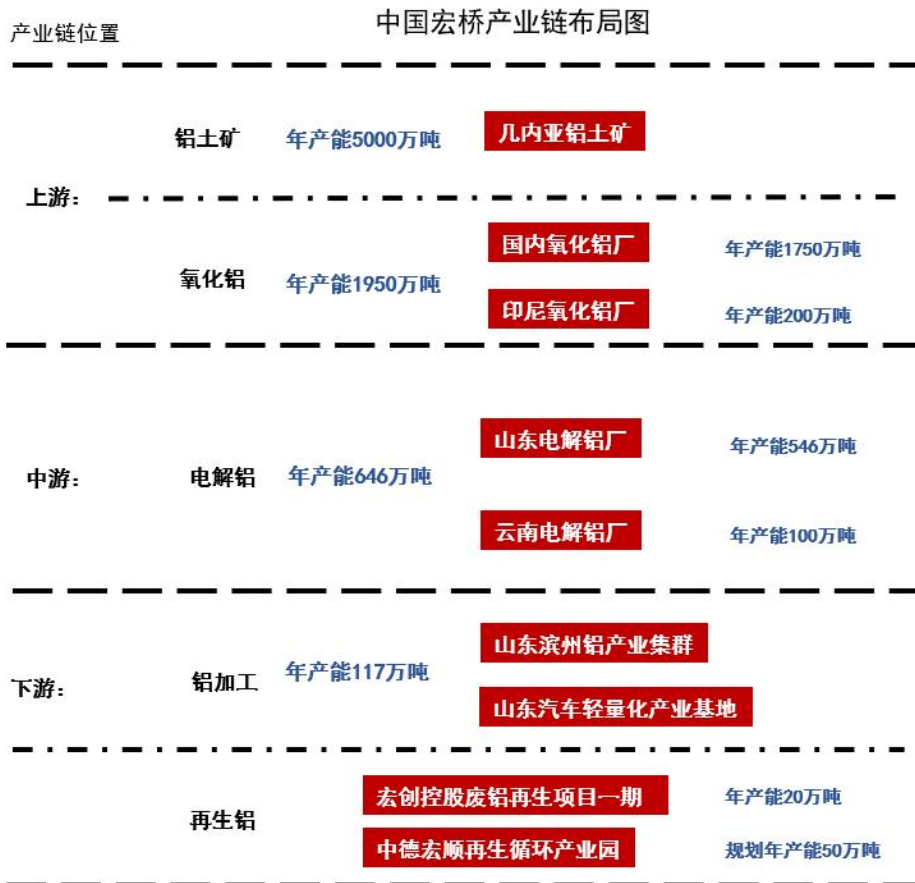 中国宏桥产业链布局图
产业链位置
铝土矿 年产能5000万吨 几内亚铝土矿
上游：
国内氧化铝厂 年产能1750万吨
氧化铝 年产能1950万吨
印尼氧化铝厂 年产能200万吨
山东电解铝厂 年产能546万吨
中游： 电解铝 年产能646万吨
云南电解铝厂 年产能100万吨
山东滨州铝产业集群
下游： 铝加工 年产能117万吨
山东汽车轻量化产业基地
宏创控股废铝再生项目一期 年产能20万吨
再生铝
中德宏顺再生循环产业园 规划年产能50万吨